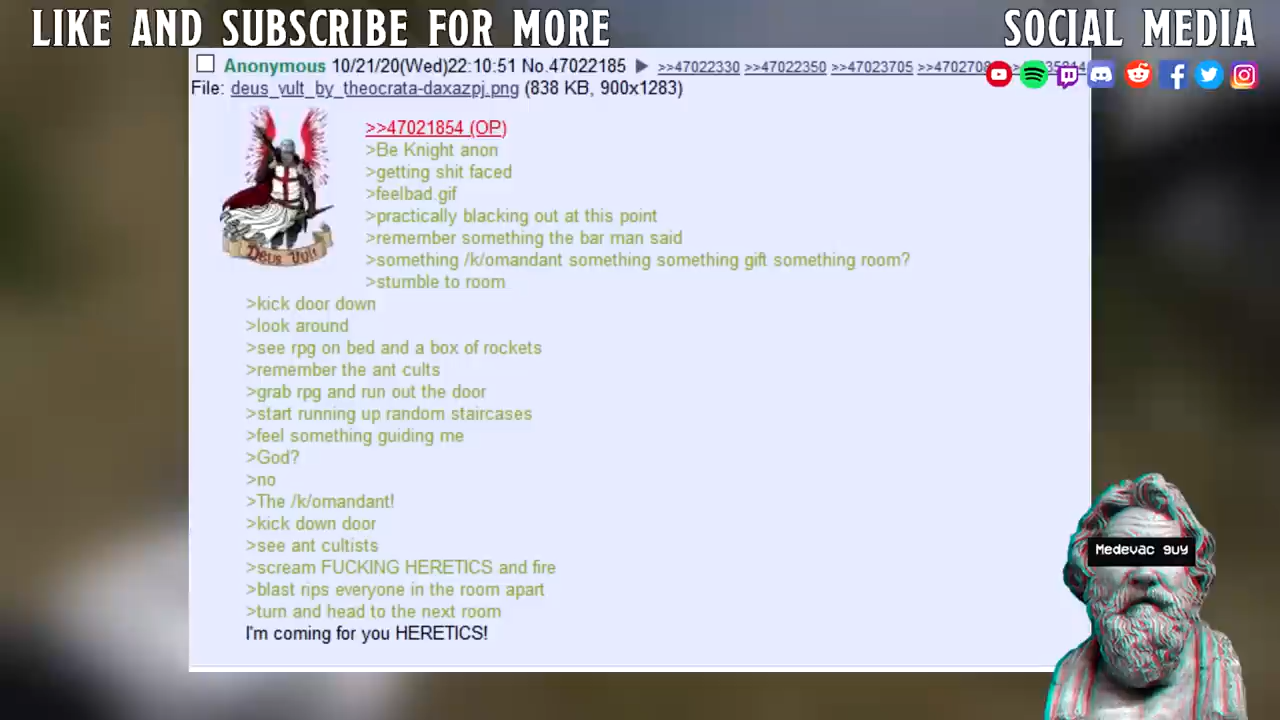 LIKE AND SUBSCRIBE FOR MORE
SOCIAL MEDIA
Anonymous 10/21/20(Wed)22:10:51 No.47022185 ▶ >>47022330 >>47022350 >>47023705
File: deus_vult_by_theocrata-daxazpj.png (838 KB, 900x1283)
Deus Vult
>>47021854 (OP)
>Be Knight anon
>getting shit faced
>feelbad.gif
>practically blacking out at this point
>remember something the bar man said
>something /k/omandant something something gift something room?
>stumble to room
>kick door down
>look around
>see rpg on bed and a box of rockets
>remember the ant cults
>grab rpg and run out the door
>start running up random staircases
>feel something guiding me
>God?
>no
>The /k/omandant!
>kick down door
>see ant cultists
>scream FUCKING HERETICS and fire
>blast rips everyone in the room apart
>turn and head to the next room
I'm coming for you HERETICS!
Medevac guy